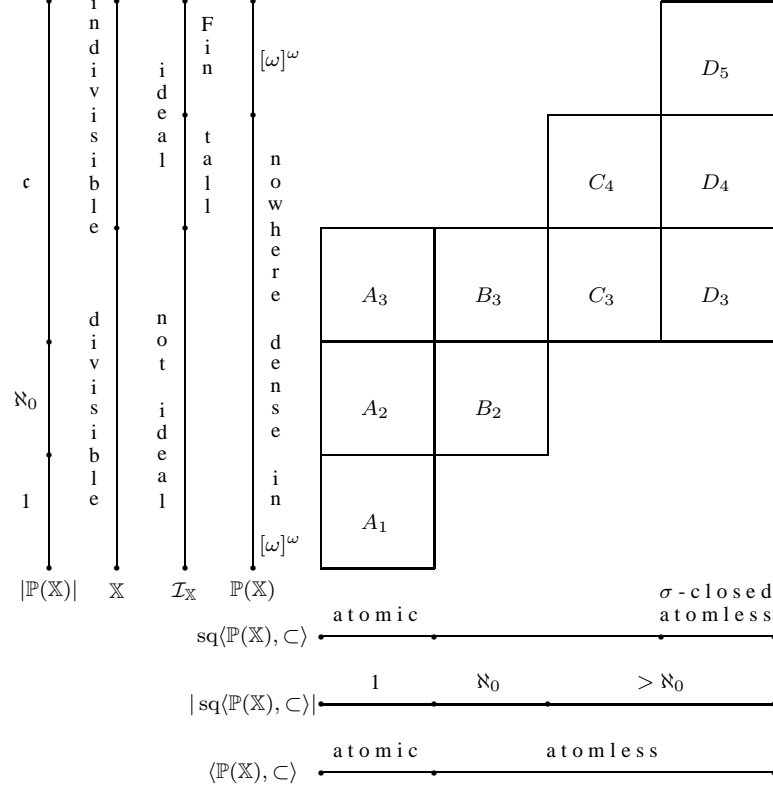 𝔠
ℵ₀
1
|ℙ(𝕏)|
indivisible
divisible
𝕏
ideal
not ideal
Fin
tall
ℐ_𝕏
[ω]^ω
nowhere dense in
[ω]^ω
ℙ(𝕏)
D₅
C₄ D₄
A₃ B₃ C₃ D₃
A₂ B₂
A₁
σ-closed
atomic atomless
sq⟨ℙ(𝕏), ⊂⟩
1 ℵ₀ > ℵ₀
| sq⟨ℙ(𝕏), ⊂⟩|
atomic atomless
⟨ℙ(𝕏), ⊂⟩